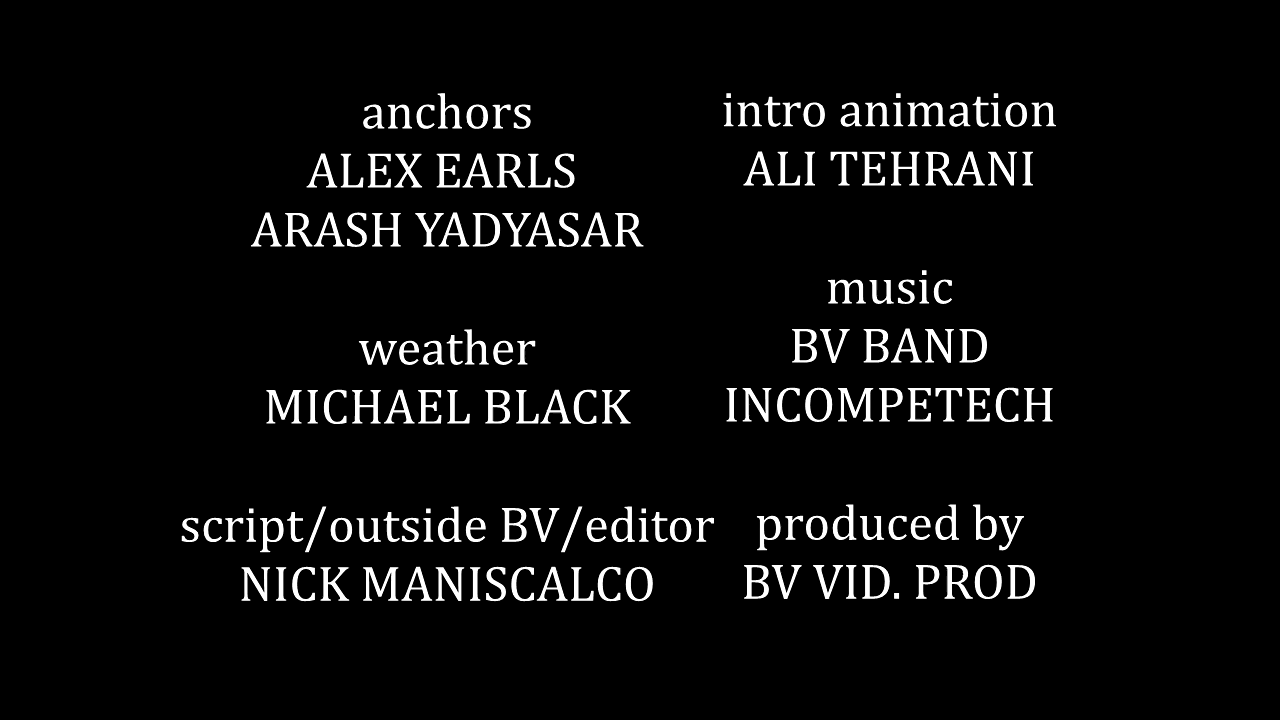 anchors
ALEX EARLS
ARASH YADYASAR
weather
MICHAEL BLACK
script/outside BV/editor
NICK MANISCALCO
intro animation
ALI TEHRANI
music
BV BAND
INCOMPETECH
produced by
BV VID. PROD